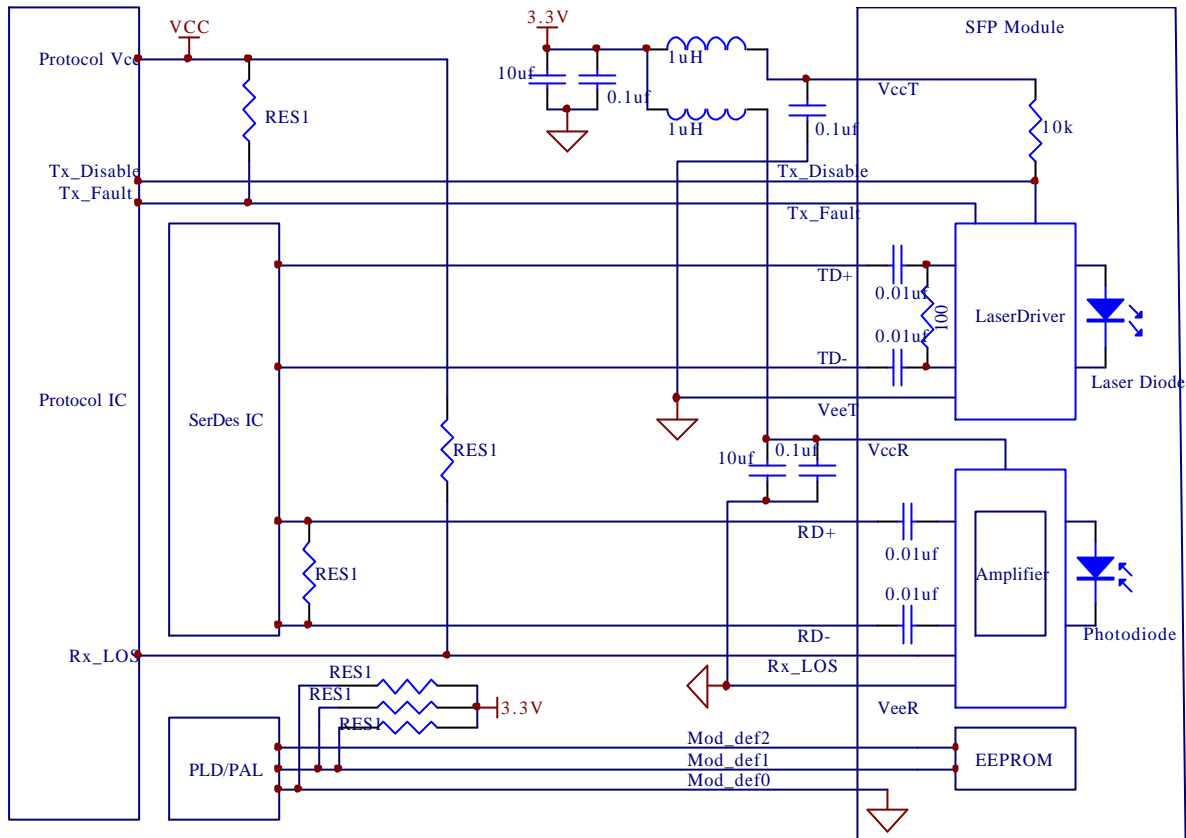 VCC
3.3V
SFP Module
Protocol Vcc
1uH
10uf
0.1uf
VccT
RES1
1uH
0.1uf
10k
Tx_Disable
Tx_Disable
Tx_Fault
Tx_Fault
TD+
0.01uf
100
LaserDriver
0.01uf
TD-
Laser Diode
Protocol IC
SerDes IC
VeeT
RES1
10uf
0.1uf
VccR
RD+
0.01uf
RES1
Amplifier
0.01uf
RD-
Photodiode
Rx_LOS
Rx_LOS
RES1
RES1
3.3V
VeeR
RES1
Mod_def2
PLD/PAL
Mod_def1
EEPROM
Mod_def0